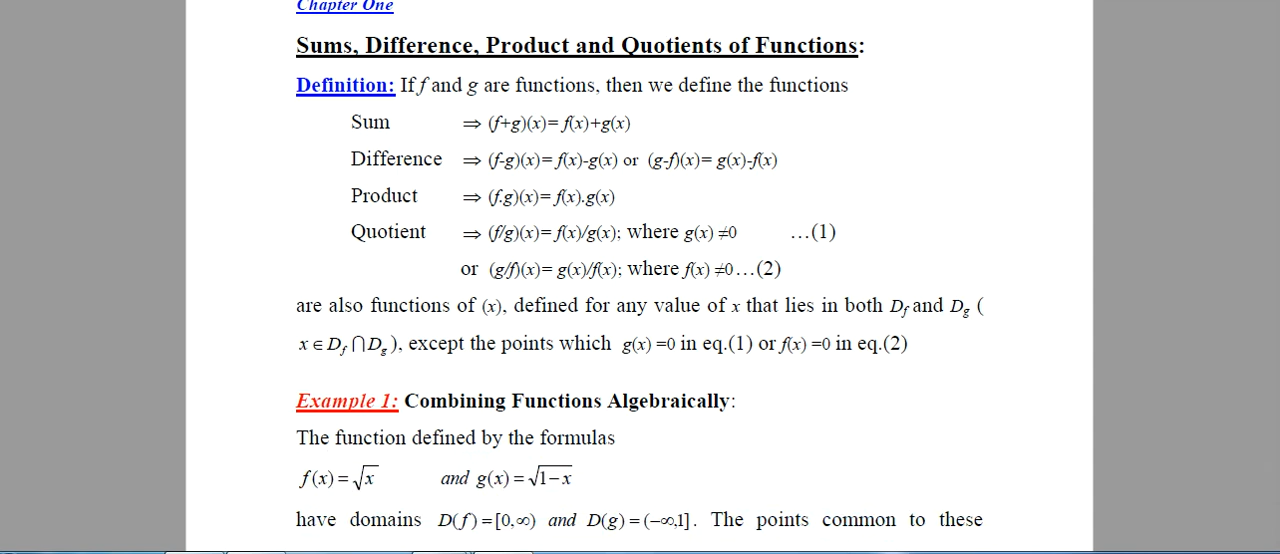 Chapter One
Sums, Difference, Product and Quotients of Functions:
Definition: If f and g are functions, then we define the functions
Sum ⇒ (f+g)(x)= f(x)+g(x)
Difference ⇒ (f-g)(x)= f(x)-g(x) or (g-f)(x)= g(x)-f(x)
Product ⇒ (f.g)(x)= f(x).g(x)
Quotient ⇒ (f/g)(x)= f(x)/g(x); where g(x) ≠0 …(1)
or (g/f)(x)= g(x)/f(x); where f(x) ≠0…(2)
are also functions of (x), defined for any value of x that lies in both D_f and D_g (
x ∈ D_f ⋂ D_g ), except the points which g(x) =0 in eq.(1) or f(x) =0 in eq.(2)
Example 1: Combining Functions Algebraically:
The function defined by the formulas
f(x) = √x and g(x) = √(1−x)
have domains D(f) = [0,∞) and D(g) = (−∞,1]. The points common to these